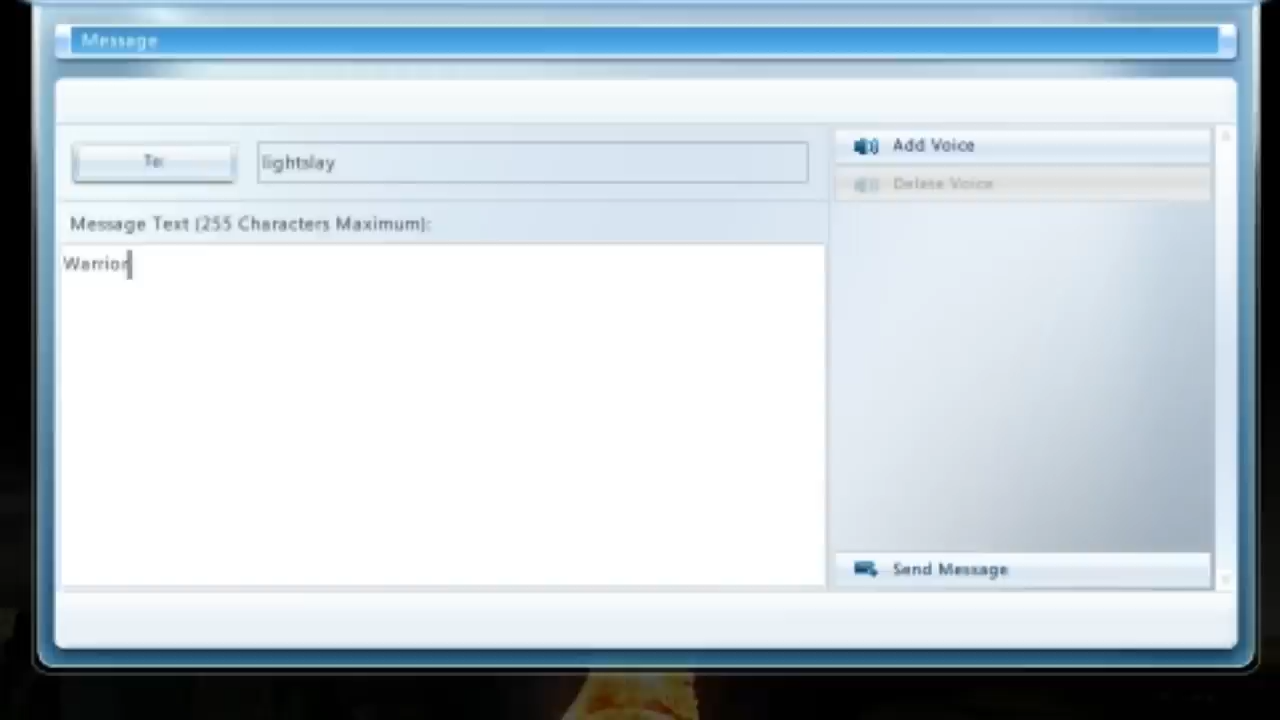 Message
To:
lightslay
Add Voice
Delete Voice
Message Text (255 Characters Maximum):
Warrior
Send Message